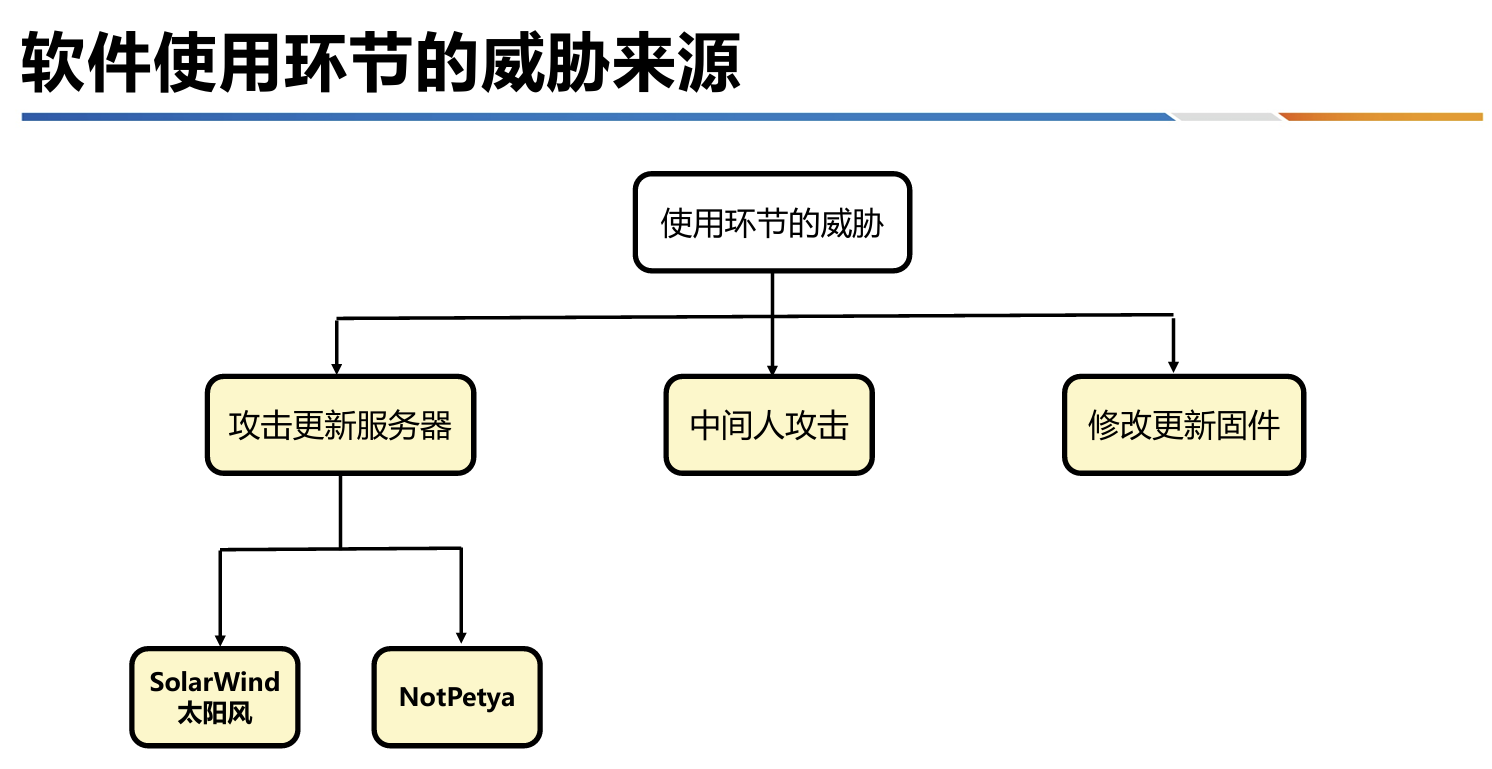 软件使用环节的威胁来源
使用环节的威胁
攻击更新服务器
中间人攻击
修改更新固件
SolarWind
太阳风
NotPetya